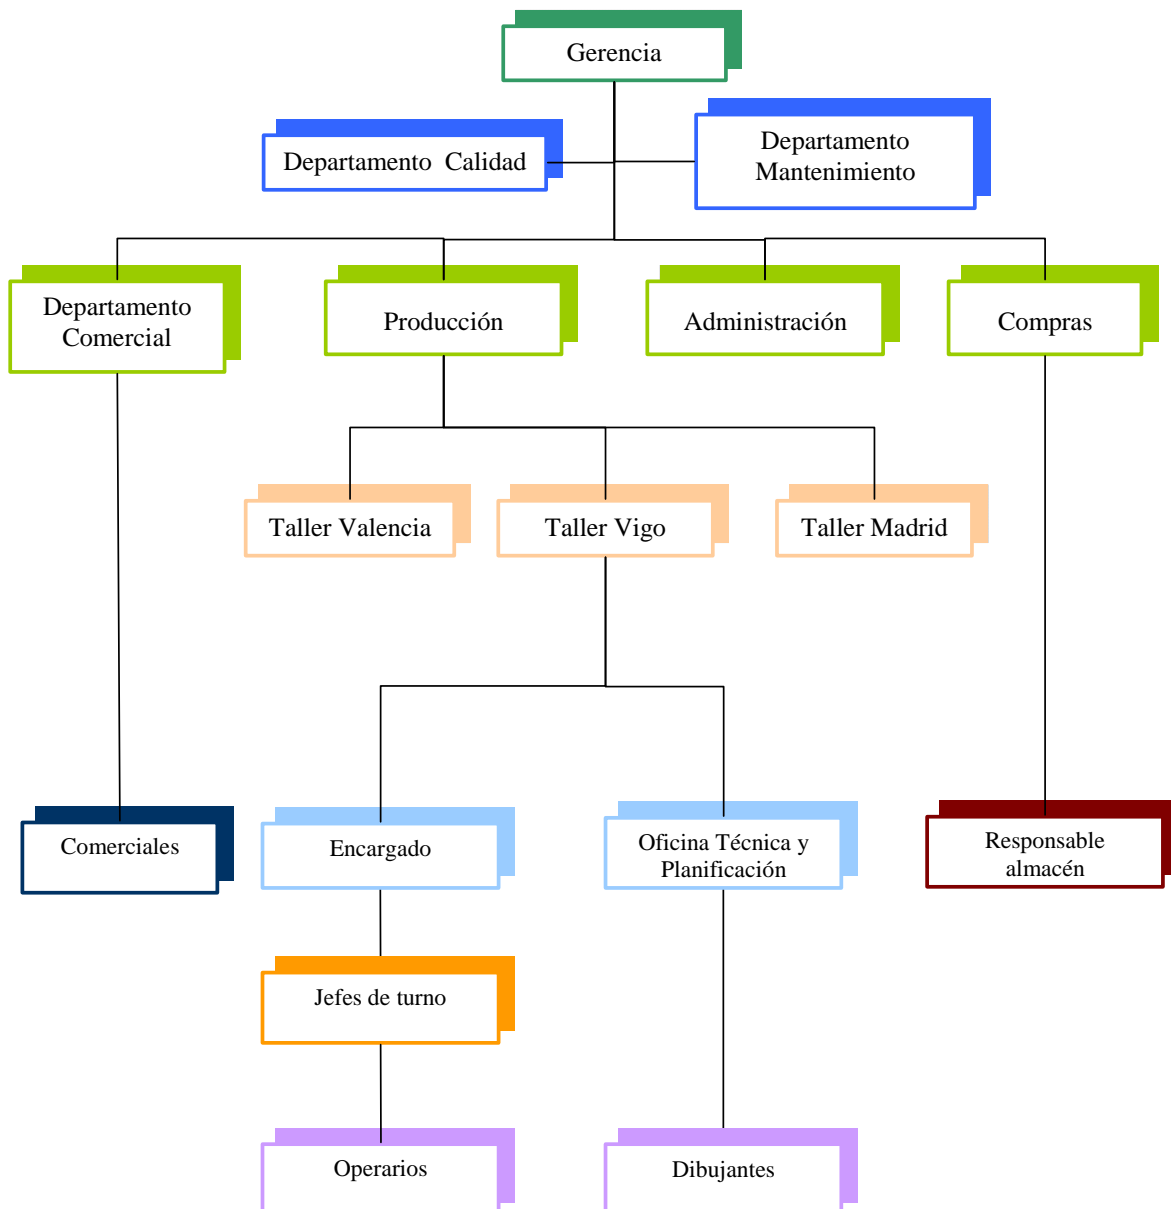 Gerencia
Departamento  Calidad
Departamento
Mantenimiento
Departamento
Comercial
Producción
Administración
Compras
Taller Valencia
Taller Vigo
Taller Madrid
Comerciales
Encargado
Oficina Técnica y
Planificación
Responsable
almacén
Jefes de turno
Operarios
Dibujantes